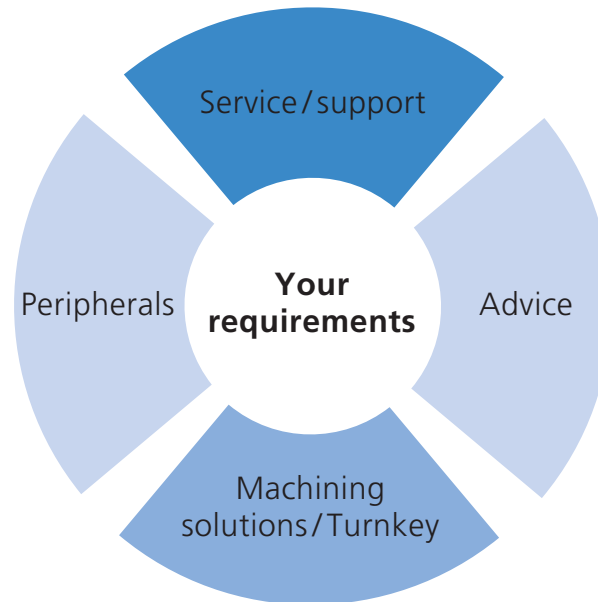 Service/support
Peripherals
Your
requirements
Advice
Machining
solutions/Turnkey